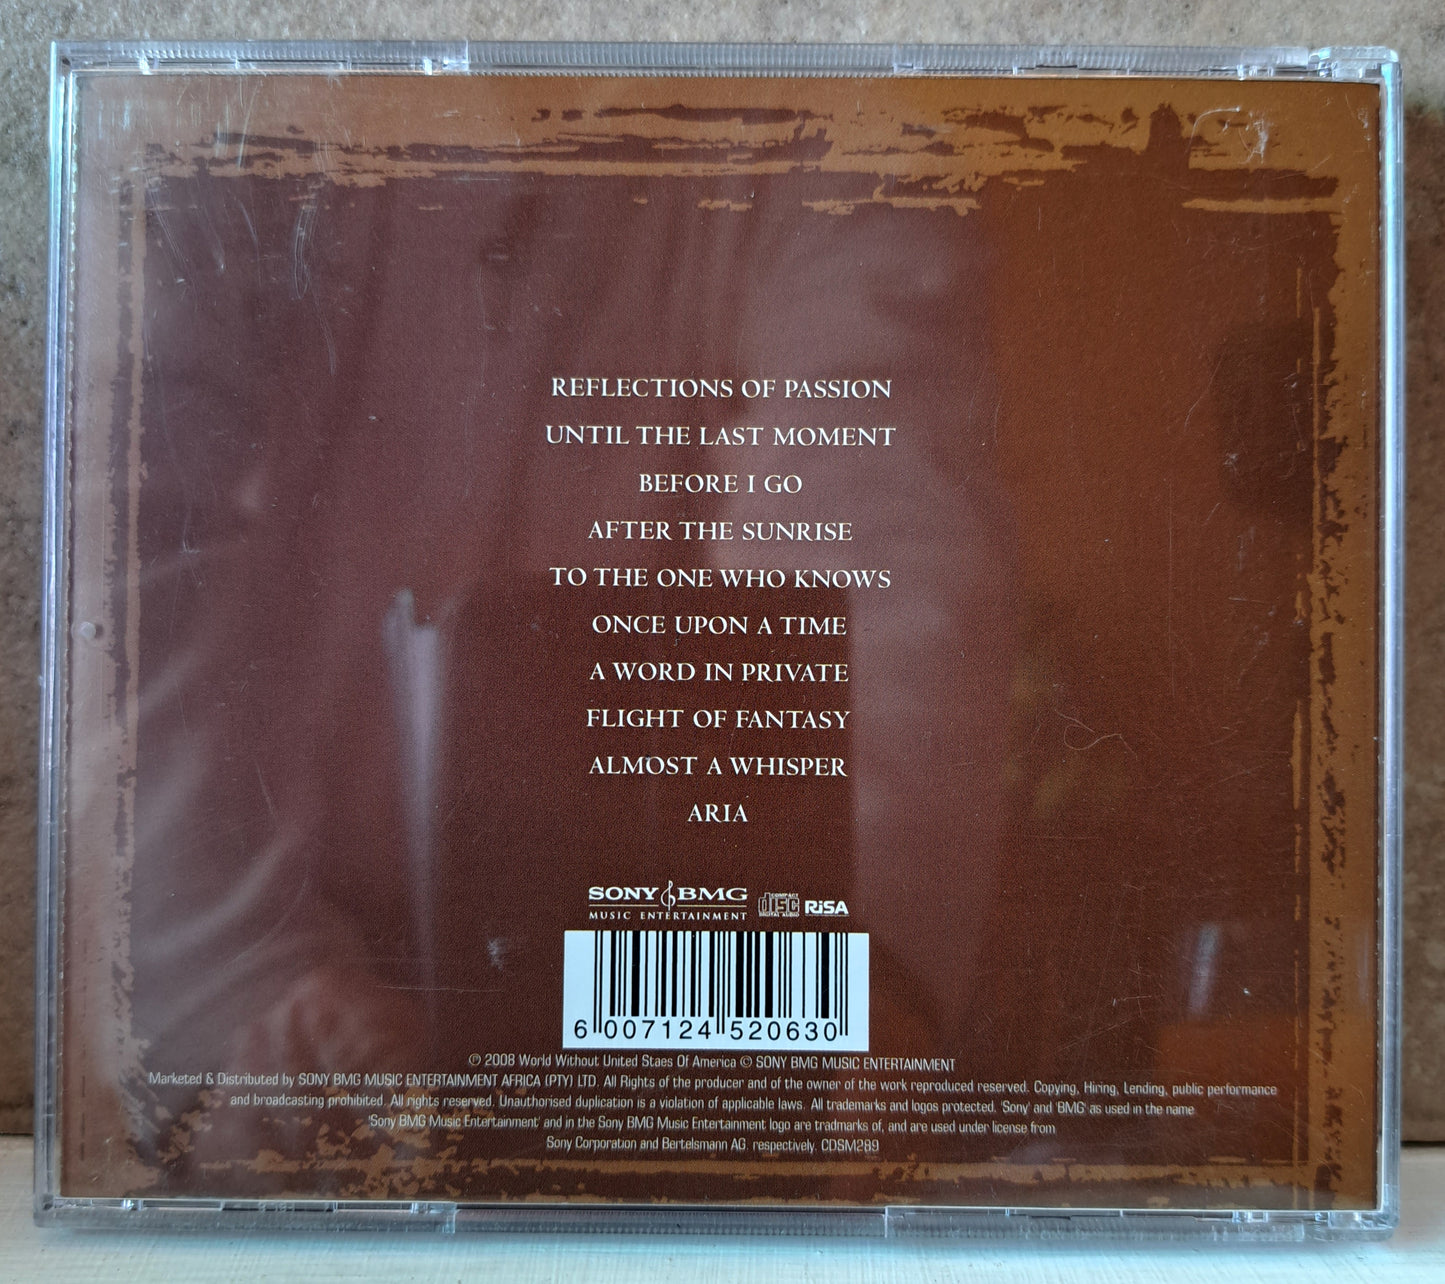 REFLECTIONS OF PASSION
UNTIL THE LAST MOMENT
BEFORE I GO
AFTER THE SUNRISE
TO THE ONE WHO KNOWS
ONCE UPON A TIME
A WORD IN PRIVATE
FLIGHT OF FANTASY
ALMOST A WHISPER
ARIA
SONY BMG
MUSIC ENTERTAINMENT
COMPACT
disc
DIGITAL AUDIO
RiSA
6 007124 520630
℗ 2008 World Without United Staes Of America © SONY BMG MUSIC ENTERTAINMENT
Marketed & Distributed by SONY BMG MUSIC ENTERTAINMENT AFRICA (PTY) LTD. All Rights of the producer and of the owner of the work reproduced reserved. Copying, Hiring, Lending, public performance
and broadcasting prohibited. All rights reserved. Unauthorised duplication is a violation of applicable laws. All trademarks and logos protected. 'Sony' and 'BMG' as used in the name
'Sony BMG Music Entertainment' and in the Sony BMG Music Entertainment logo are tradmarks of, and are used under license from
Sony Corporation and Bertelsmann AG. respectively. CDSM289